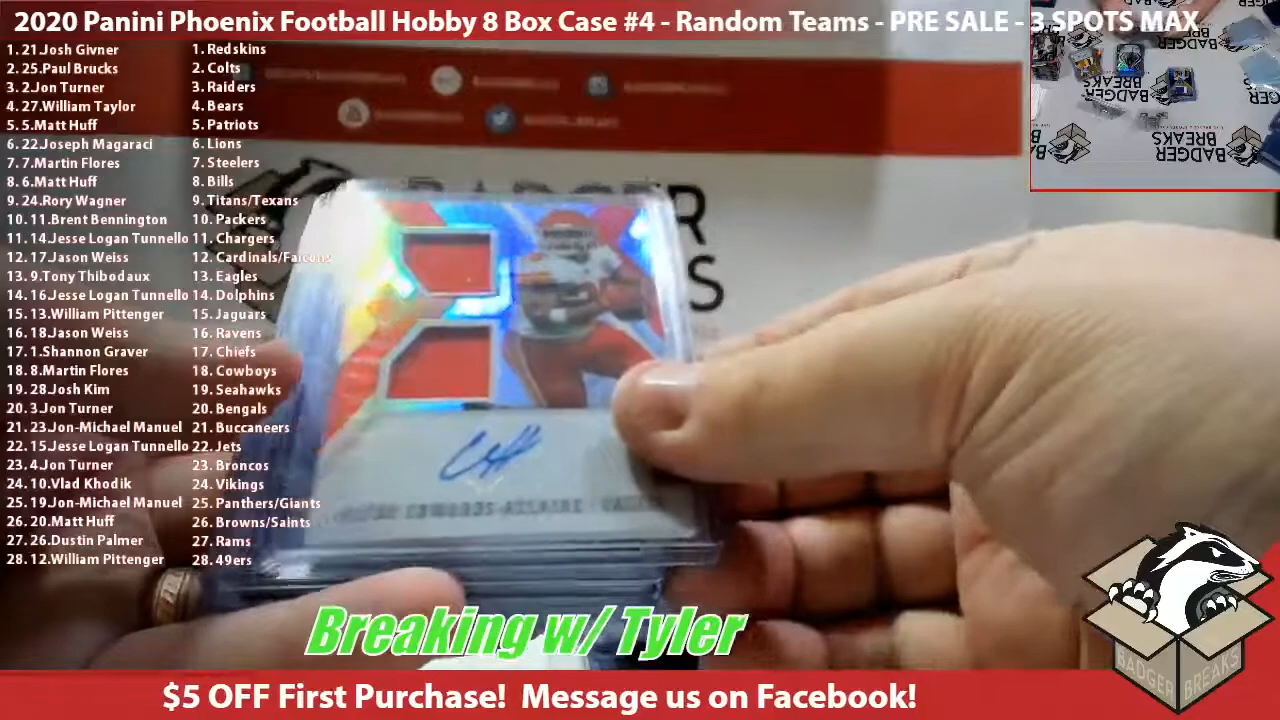 2020 Panini Phoenix Football Hobby 8 Box Case #4 - Random Teams - PRE SALE - 3 SPOTS MAX
1. 21.Josh Givner 1. Redskins
2. 25.Paul Brucks 2. Colts
3. 2.Jon Turner 3. Raiders
4. 27.William Taylor 4. Bears
5. 5.Matt Huff 5. Patriots
6. 22.Joseph Magaraci 6. Lions
7. 7.Martin Flores 7. Steelers
8. 6.Matt Huff 8. Bills
9. 24.Rory Wagner 9. Titans/Texans
10. 11.Brent Bennington 10. Packers
11. 14.Jesse Logan Tunnello 11. Chargers
12. 17.Jason Weiss 12. Cardinals/Falcons
13. 9.Tony Thibodaux 13. Eagles
14. 16.Jesse Logan Tunnello 14. Dolphins
15. 13.William Pittenger 15. Jaguars
16. 18.Jason Weiss 16. Ravens
17. 1.Shannon Graver 17. Chiefs
18. 8.Martin Flores 18. Cowboys
19. 28.Josh Kim 19. Seahawks
20. 3.Jon Turner 20. Bengals
21. 23.Jon-Michael Manuel 21. Buccaneers
22. 15.Jesse Logan Tunnello 22. Jets
23. 4.Jon Turner 23. Broncos
24. 10.Vlad Khodik 24. Vikings
25. 19.Jon-Michael Manuel 25. Panthers/Giants
26. 20.Matt Huff 26. Browns/Saints
27. 26.Dustin Palmer 27. Rams
28. 12.William Pittenger 28. 49ers
BADGER
BREAKS
BADGER
BREAKS
EDWARDS-
Breaking w/ Tyler
BADGER BREAKS
$5 OFF First Purchase! Message us on Facebook!